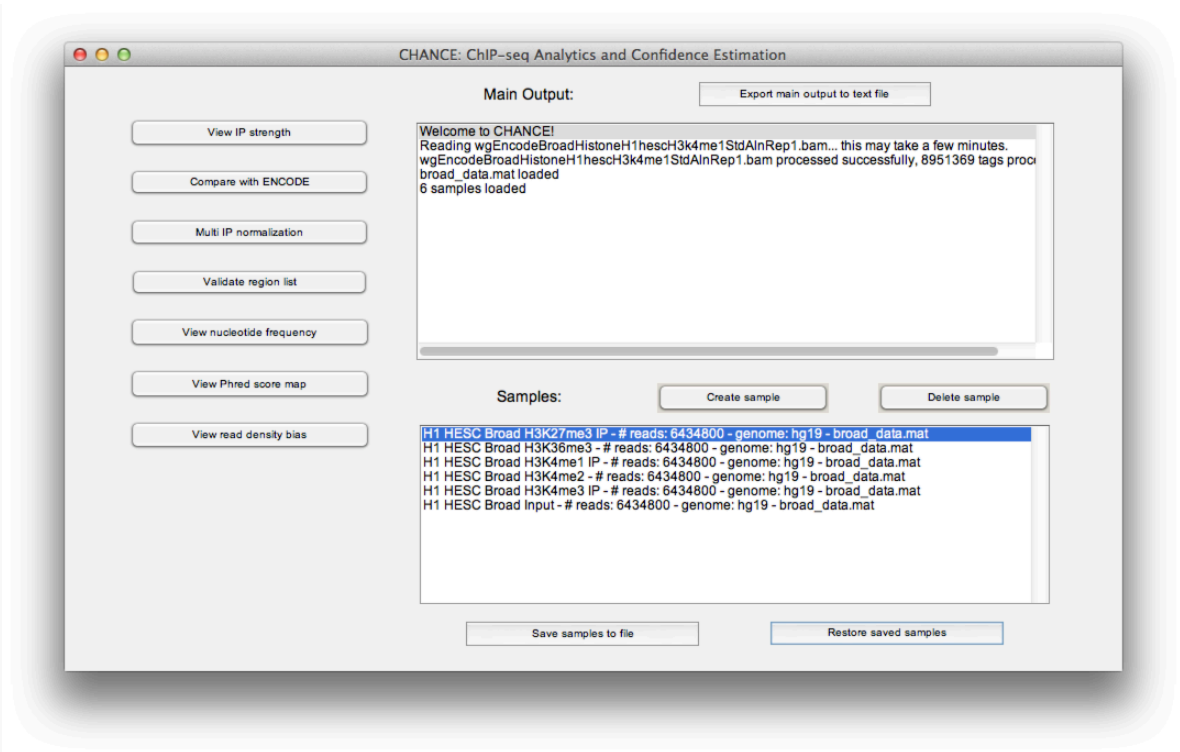 CHANCE: ChIP-seq Analytics and Confidence Estimation
Main Output:
Export main output to text file
View IP strength
Compare with ENCODE
Multi IP normalization
Validate region list
View nucleotide frequency
View Phred score map
View read density bias
Welcome to CHANCE!
Reading wgEncodeBroadHistoneH1hescH3k4me1StdAlnRep1.bam... this may take a few minutes.
wgEncodeBroadHistoneH1hescH3k4me1StdAlnRep1.bam processed successfully, 8951369 tags proc
broad_data.mat loaded
6 samples loaded
Samples:
Create sample
Delete sample
H1 HESC Broad H3K27me3 IP - # reads: 6434800 - genome: hg19 - broad_data.mat
H1 HESC Broad H3K36me3 - # reads: 6434800 - genome: hg19 - broad_data.mat
H1 HESC Broad H3K4me1 IP - # reads: 6434800 - genome: hg19 - broad_data.mat
H1 HESC Broad H3K4me2 - # reads: 6434800 - genome: hg19 - broad_data.mat
H1 HESC Broad H3K4me3 IP - # reads: 6434800 - genome: hg19 - broad_data.mat
H1 HESC Broad Input - # reads: 6434800 - genome: hg19 - broad_data.mat
Save samples to file
Restore saved samples